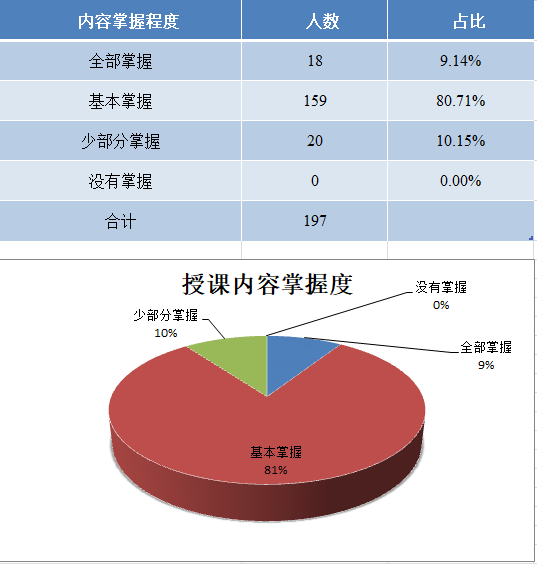 内容掌握程度 人数 占比
全部掌握 18 9.14%
基本掌握 159 80.71%
少部分掌握 20 10.15%
没有掌握 0 0.00%
合计 197
授课内容掌握度
没有掌握
0%
少部分掌握
10%
全部掌握
9%
基本掌握
81%